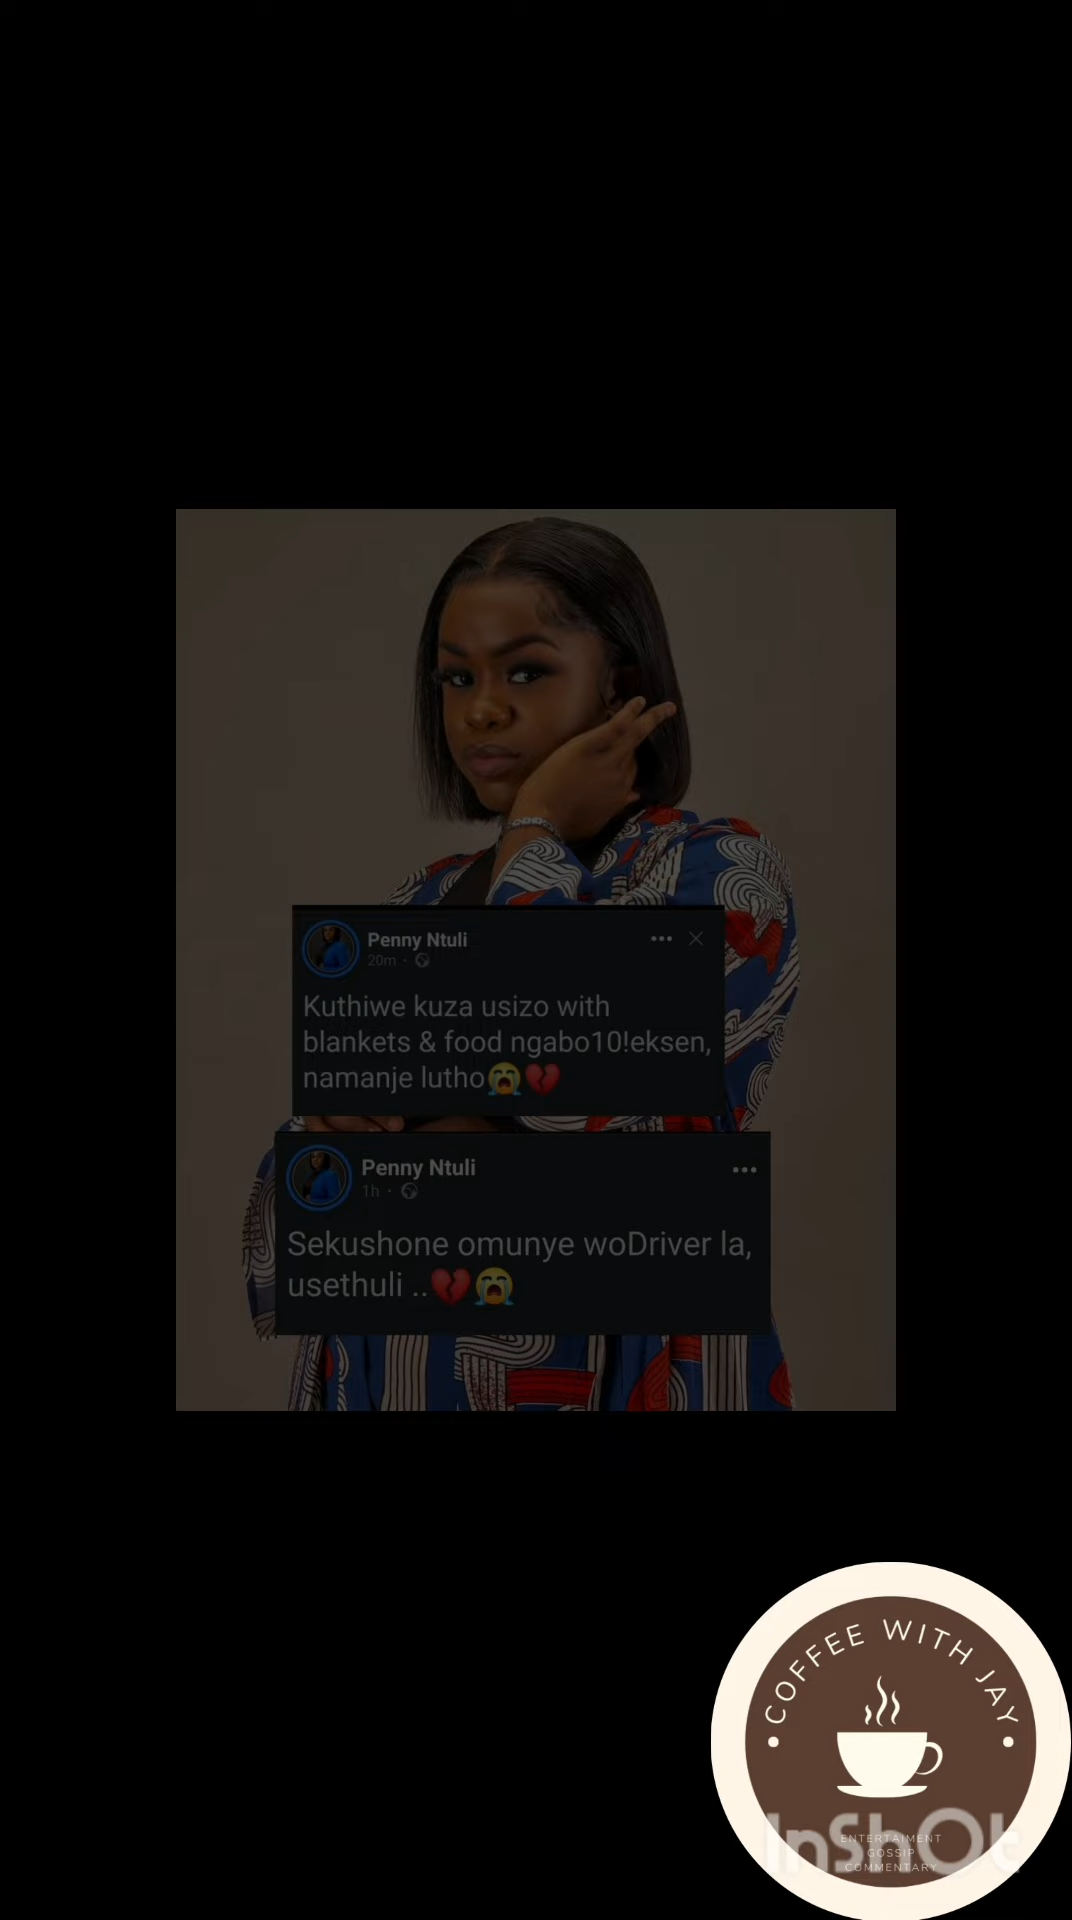 Penny Ntuli
20m ·
Kuthiwe kuza usizo with
blankets & food ngabo10!eksen,
namanje lutho😭💔
Penny Ntuli
1h ·
Sekushone omunye woDriver la,
usethuli ..💔😭
COFFEE WITH JAY
InShOt
ENTERTAIMENT
GOSSIP
COMMENTARY